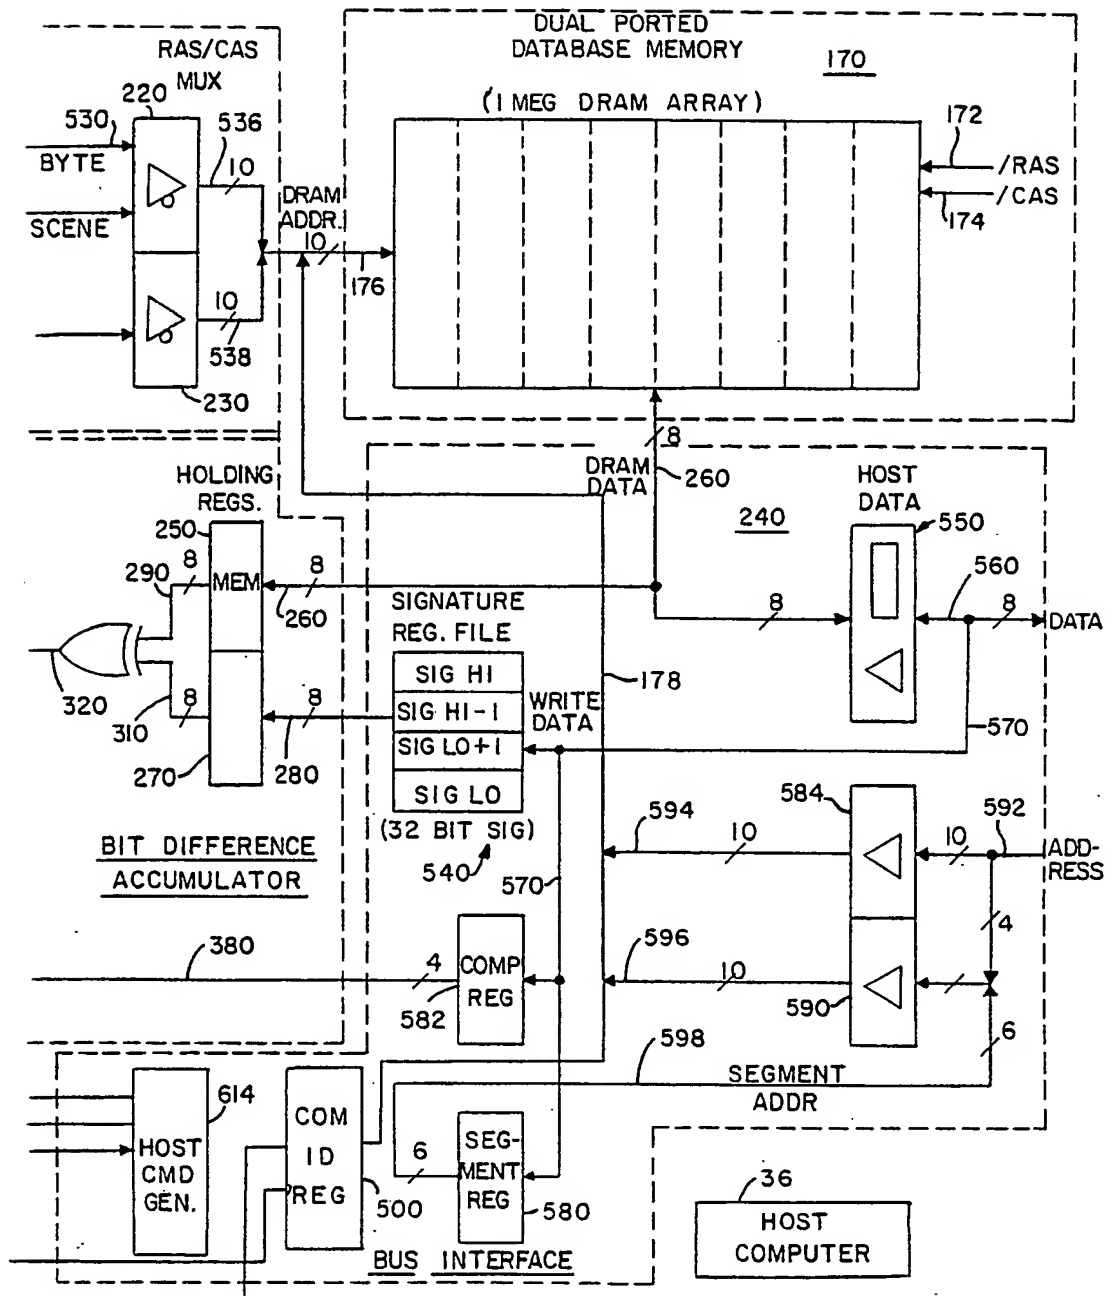 DUAL PORTED
DATABASE MEMORY
170
(1 MEG DRAM ARRAY)
RAS/CAS
MUX
220
530
536
BYTE
10
SCENE
DRAM
ADDR.
10
176
172
/RAS
/CAS
174
10
538
230
8
DRAM
DATA
260
HOLDING
REGS.
250
240
HOST
DATA
550
290
8
MEM
8
260
SIGNATURE
REG. FILE
8
560
8
DATA
SIG HI
178
320
310
8
8
SIG HI-1
WRITE
DATA
570
SIG LO+1
270
280
SIG LO
(32 BIT SIG)
540
594
10
584
10
592
ADD-
RESS
BIT DIFFERENCE
ACCUMULATOR
570
4
380
4
COMP
REG
582
596
10
590
6
598
SEGMENT
ADDR
614
HOST
CMD
GEN.
COM
ID
REG
500
6
SEG-
MENT
REG
580
36
HOST
COMPUTER
BUS INTERFACE